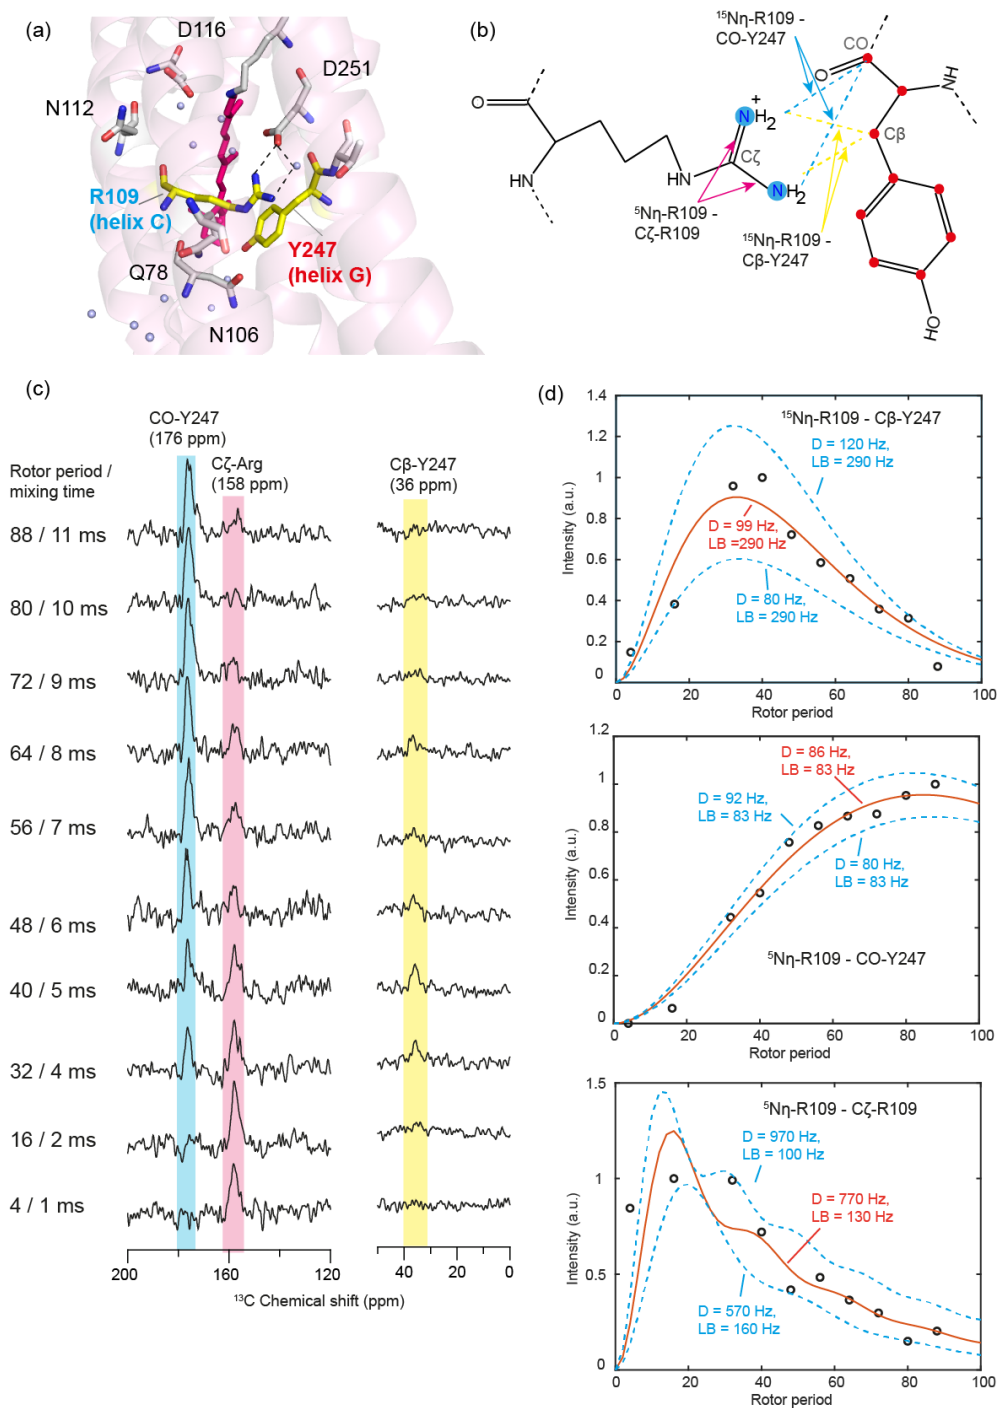 (a)
D116
D251
N112
R109
(helix C)
Y247
(helix G)
Q78
N106
(b)
¹⁵Nη-R109 -
CO-Y247
CO
O
NH
+
NH₂
O
Cβ
Cζ
HN
NH
NH₂
⁵Nη-R109 -
Cζ-R109
¹⁵Nη-R109 -
Cβ-Y247
HO
(c)
CO-Y247
(176 ppm)
Rotor period /
mixing time
Cζ-Arg
(158 ppm)
Cβ-Y247
(36 ppm)
88 / 11 ms
80 / 10 ms
72 / 9 ms
64 / 8 ms
56 / 7 ms
48 / 6 ms
40 / 5 ms
32 / 4 ms
16 / 2 ms
4 / 1 ms
200 160 120 40 20 0
¹³C Chemical shift (ppm)
(d)
1.4
1.2
1
0.8
0.6
0.4
0.2
0
Intensity (a.u.)
¹⁵Nη-R109 - Cβ-Y247
D = 120 Hz,
LB = 290 Hz
D = 99 Hz,
LB =290 Hz
D = 80 Hz,
LB = 290 Hz
0 20 40 60 80 100
Rotor period
1.2
1
0.8
0.6
0.4
0.2
0
Intensity (a.u.)
D = 86 Hz,
LB = 83 Hz
D = 92 Hz,
LB = 83 Hz
D = 80 Hz,
LB = 83 Hz
⁵Nη-R109 - CO-Y247
0 20 40 60 80 100
Rotor period
1.5
1
0.5
0
Intensity (a.u.)
⁵Nη-R109 - Cζ-R109
D = 970 Hz,
LB = 100 Hz
D = 770 Hz,
LB = 130 Hz
D = 570 Hz,
LB = 160 Hz
0 20 40 60 80 100
Rotor period